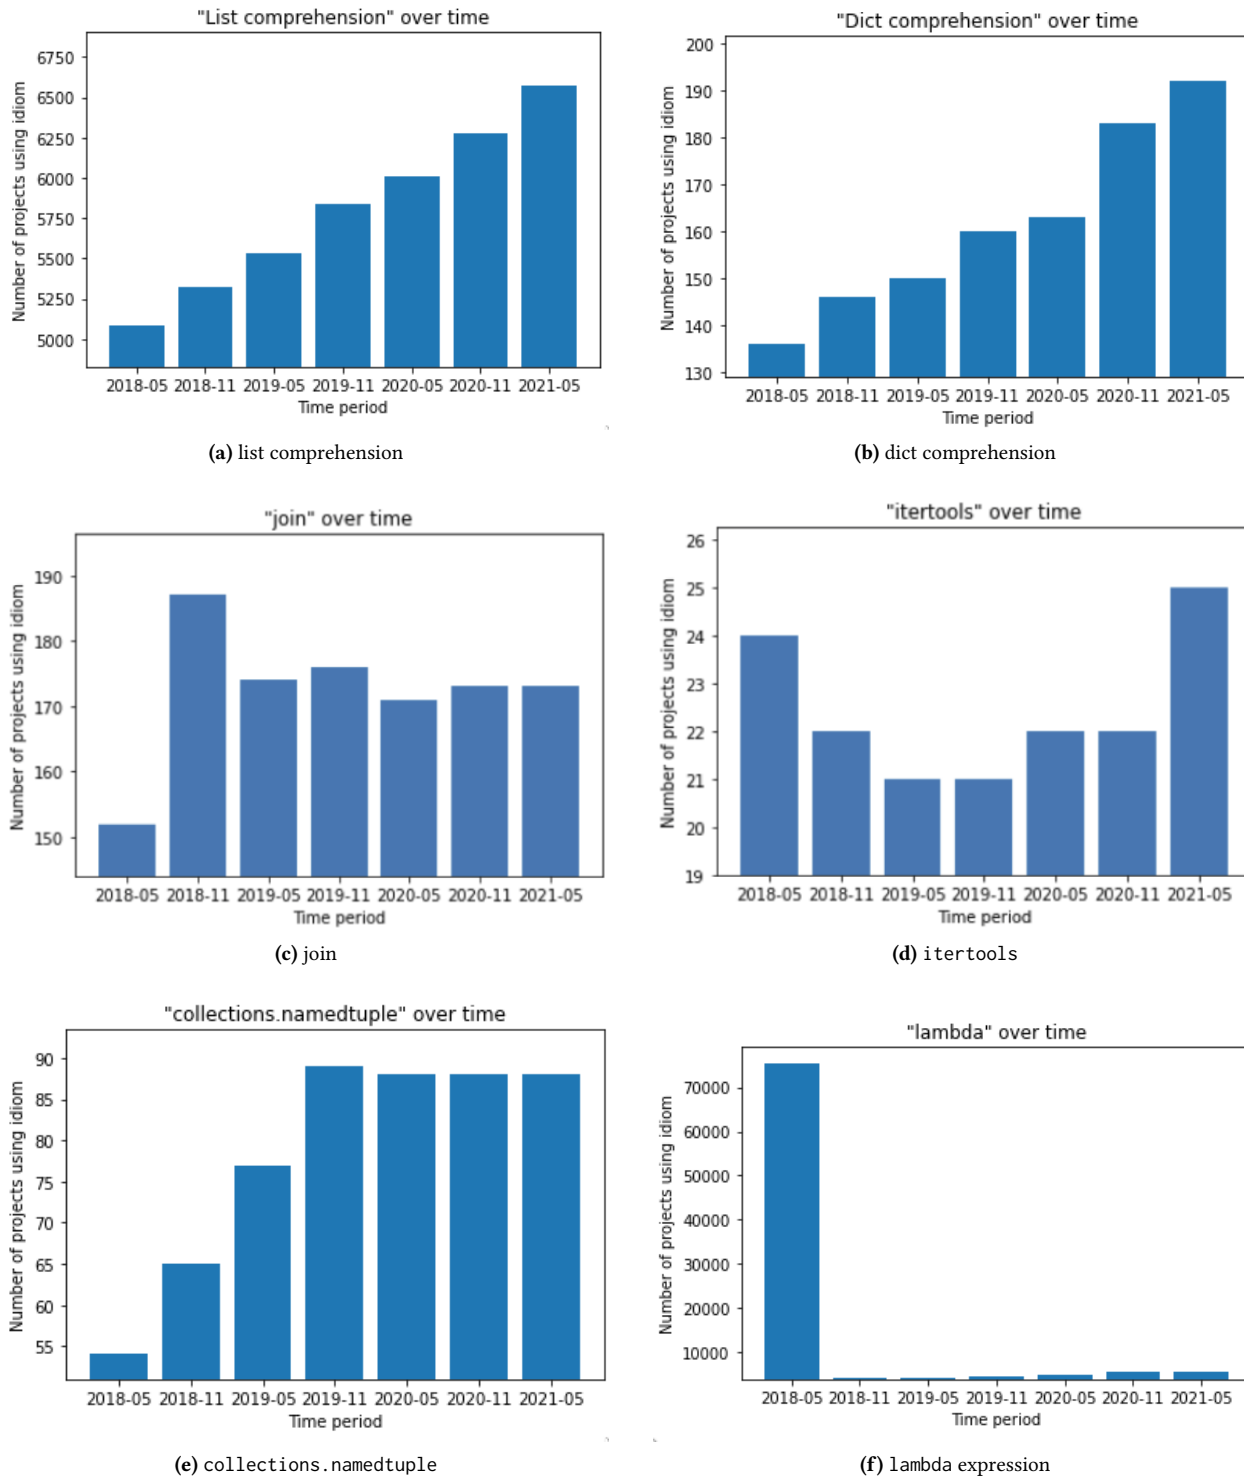 "List comprehension" over time
Number of projects using idiom
6750
6500
6250
6000
5750
5500
5250
5000
2018-05 2018-11 2019-05 2019-11 2020-05 2020-11 2021-05
Time period
(a) list comprehension
"Dict comprehension" over time
Number of projects using idiom
200
190
180
170
160
150
140
130
2018-05 2018-11 2019-05 2019-11 2020-05 2020-11 2021-05
Time period
(b) dict comprehension
"join" over time
Number of projects using idiom
190
180
170
160
150
2018-05 2018-11 2019-05 2019-11 2020-05 2020-11 2021-05
Time period
(c) join
"itertools" over time
Number of projects using idiom
26
25
24
23
22
21
20
19
2018-05 2018-11 2019-05 2019-11 2020-05 2020-11 2021-05
Time period
(d) itertools
"collections.namedtuple" over time
Number of projects using idiom
90
85
80
75
70
65
60
55
2018-05 2018-11 2019-05 2019-11 2020-05 2020-11 2021-05
Time period
(e) collections.namedtuple
"lambda" over time
Number of projects using idiom
70000
60000
50000
40000
30000
20000
10000
2018-05 2018-11 2019-05 2019-11 2020-05 2020-11 2021-05
Time period
(f) lambda expression